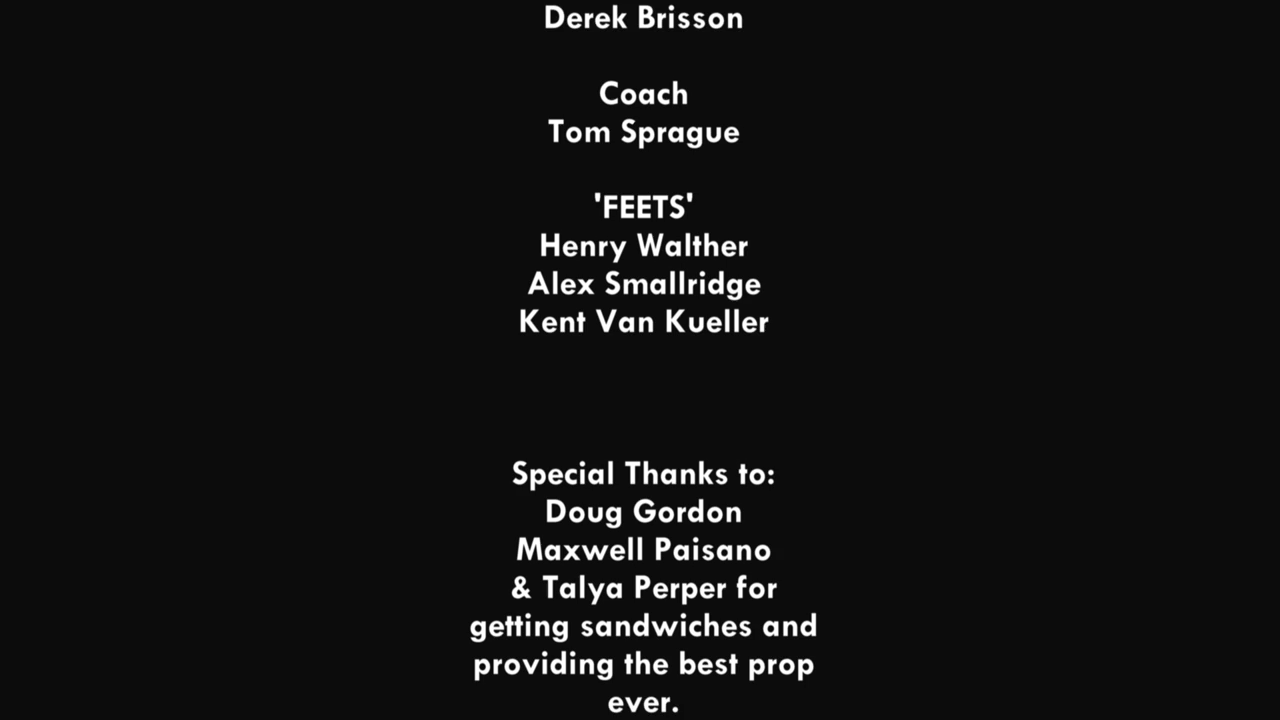 Derek Brisson
Coach
Tom Sprague
'FEETS'
Henry Walther
Alex Smallridge
Kent Van Kueller
Special Thanks to:
Doug Gordon
Maxwell Paisano
& Talya Perper for
getting sandwiches and
providing the best prop
ever.